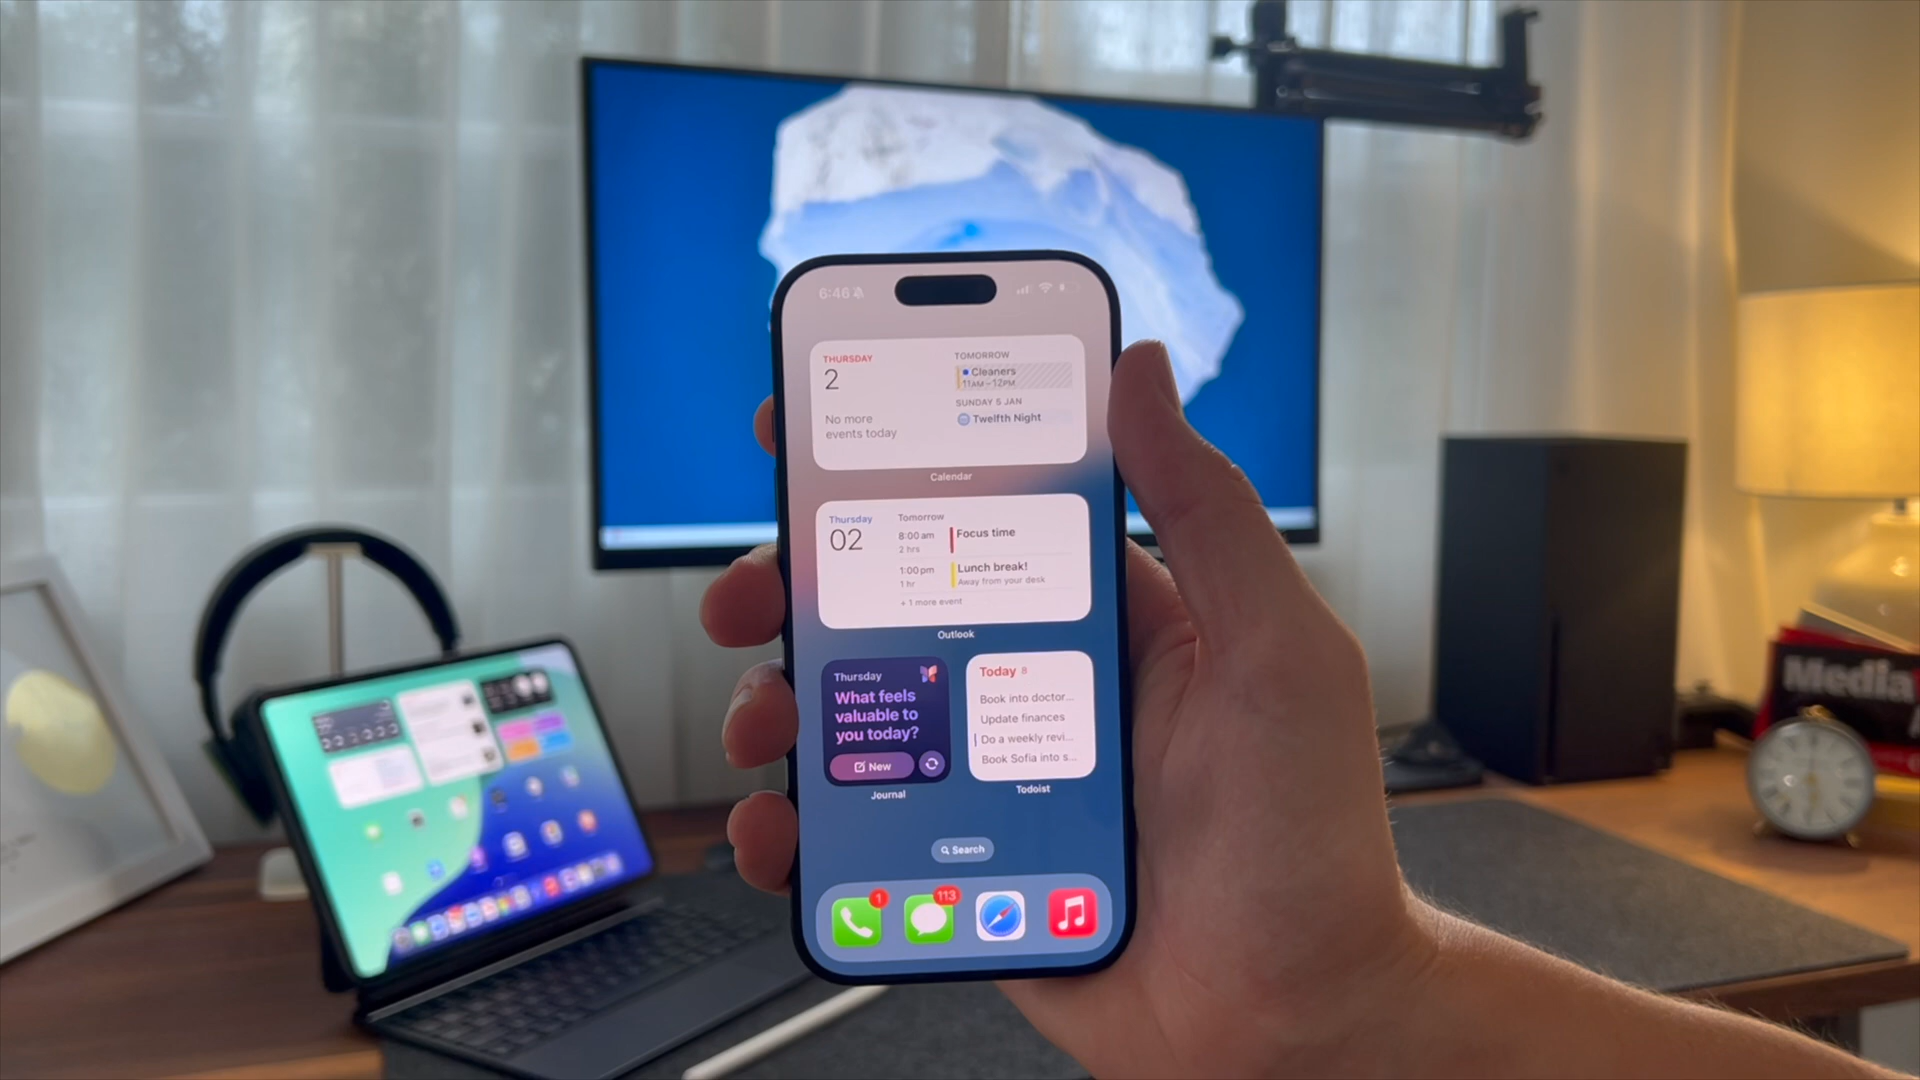 6:46
THURSDAY
2
No more
events today
TOMORROW
Cleaners
11AM – 12PM
SUNDAY 5 JAN
Twelfth Night
Calendar
Thursday
02
Tomorrow
8:00 am
2 hrs
Focus time
1:00 pm
1 hr
Lunch break!
Away from your desk
+ 1 more event
Outlook
Thursday
What feels
valuable to
you today?
New
Journal
Today 8
Book into doctor...
Update finances
Do a weekly revi...
Book Sofia into s...
Todoist
Search
1
113
Media